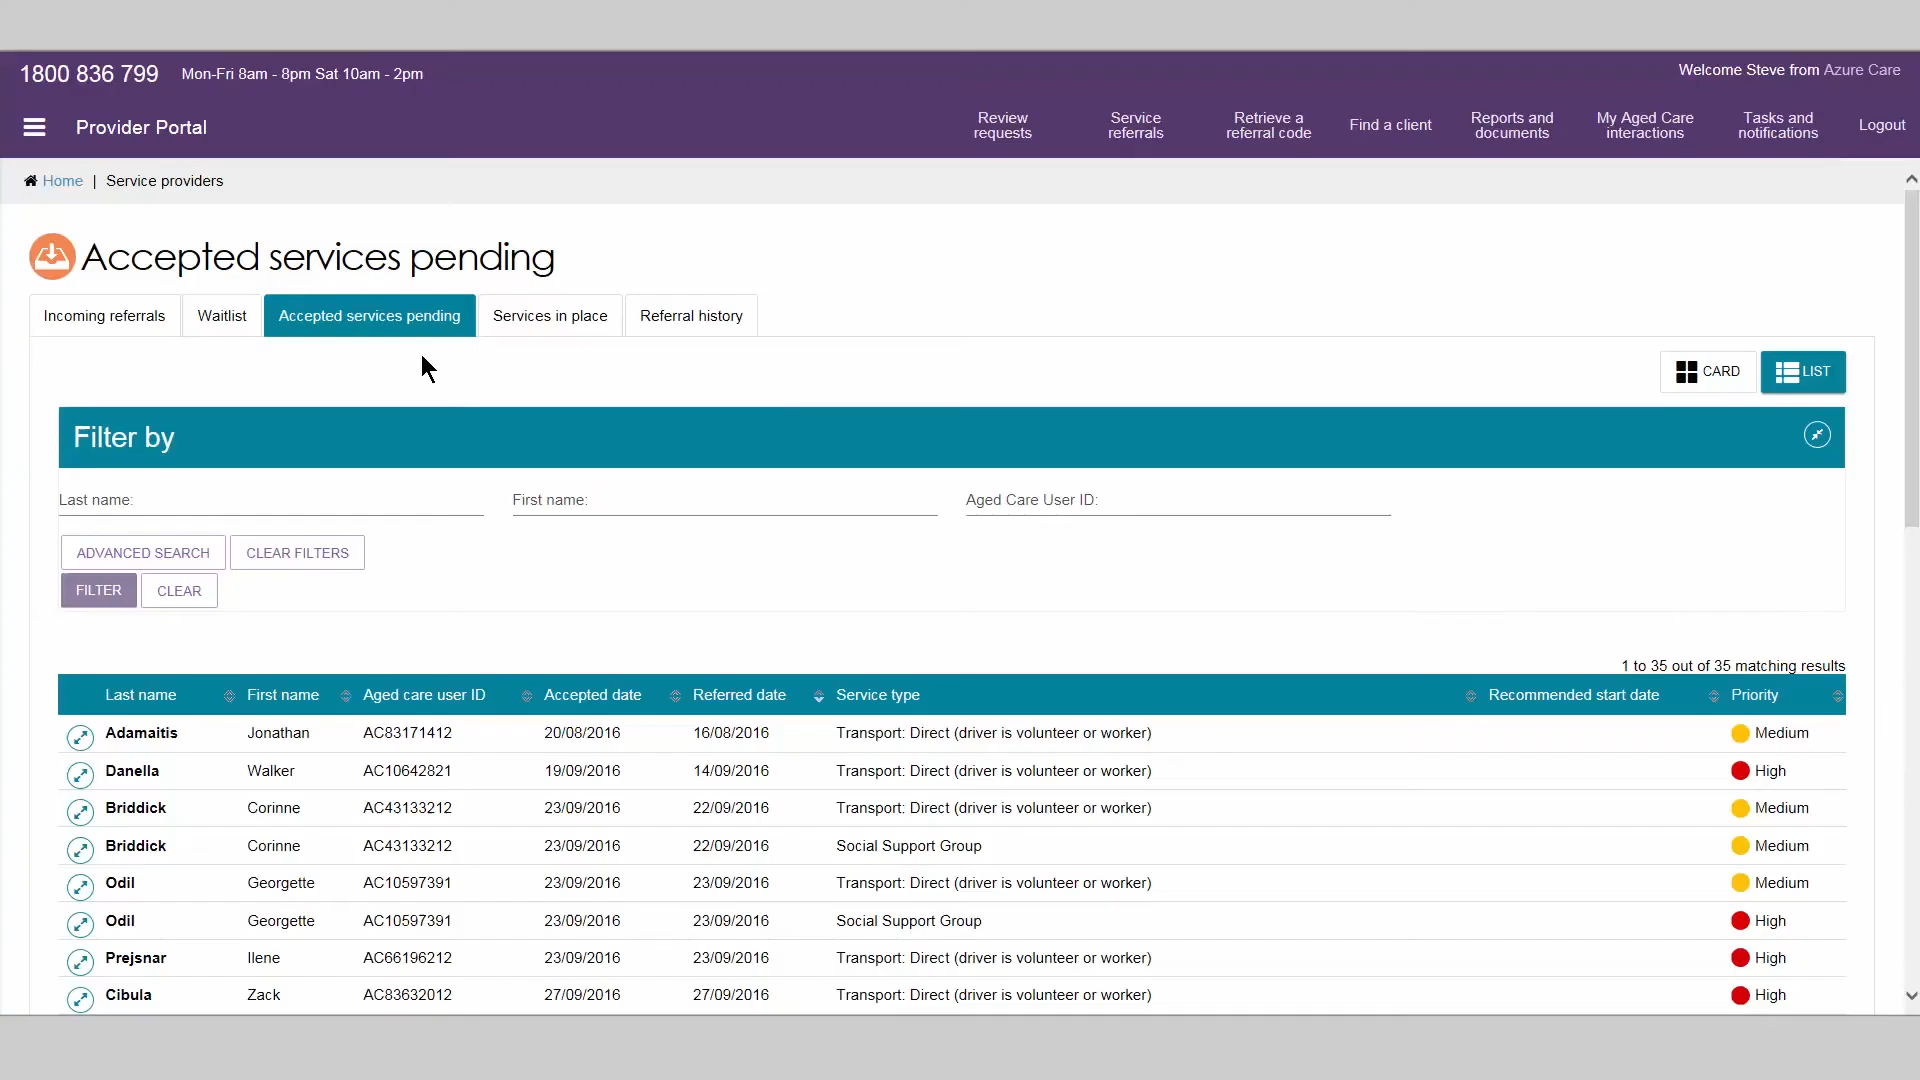 1800 836 799 Mon-Fri 8am - 8pm Sat 10am - 2pm Welcome Steve from Azure Care
Provider Portal Review requests Service referrals Retrieve a referral code Find a client Reports and documents My Aged Care interactions Tasks and notifications Logout
Home | Service providers
Accepted services pending
Incoming referrals Waitlist Accepted services pending Services in place Referral history
CARD LIST
Filter by
Last name: First name: Aged Care User ID:
ADVANCED SEARCH CLEAR FILTERS
FILTER CLEAR
1 to 35 out of 35 matching results
Last name First name Aged care user ID Accepted date Referred date Service type Recommended start date Priority
Adamaitis Jonathan AC83171412 20/08/2016 16/08/2016 Transport: Direct (driver is volunteer or worker) Medium
Danella Walker AC10642821 19/09/2016 14/09/2016 Transport: Direct (driver is volunteer or worker) High
Briddick Corinne AC43133212 23/09/2016 22/09/2016 Transport: Direct (driver is volunteer or worker) Medium
Briddick Corinne AC43133212 23/09/2016 22/09/2016 Social Support Group Medium
Odil Georgette AC10597391 23/09/2016 23/09/2016 Transport: Direct (driver is volunteer or worker) Medium
Odil Georgette AC10597391 23/09/2016 23/09/2016 Social Support Group High
Prejsnar Ilene AC66196212 23/09/2016 23/09/2016 Transport: Direct (driver is volunteer or worker) High
Cibula Zack AC83632012 27/09/2016 27/09/2016 Transport: Direct (driver is volunteer or worker) High